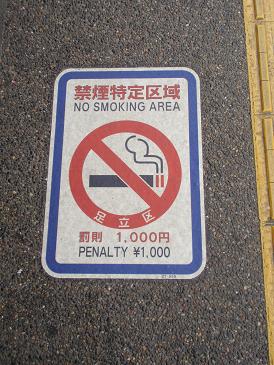 禁煙特定区域
NO SMOKING AREA
足立区
罰則 1,000円
PENALTY ¥1,000